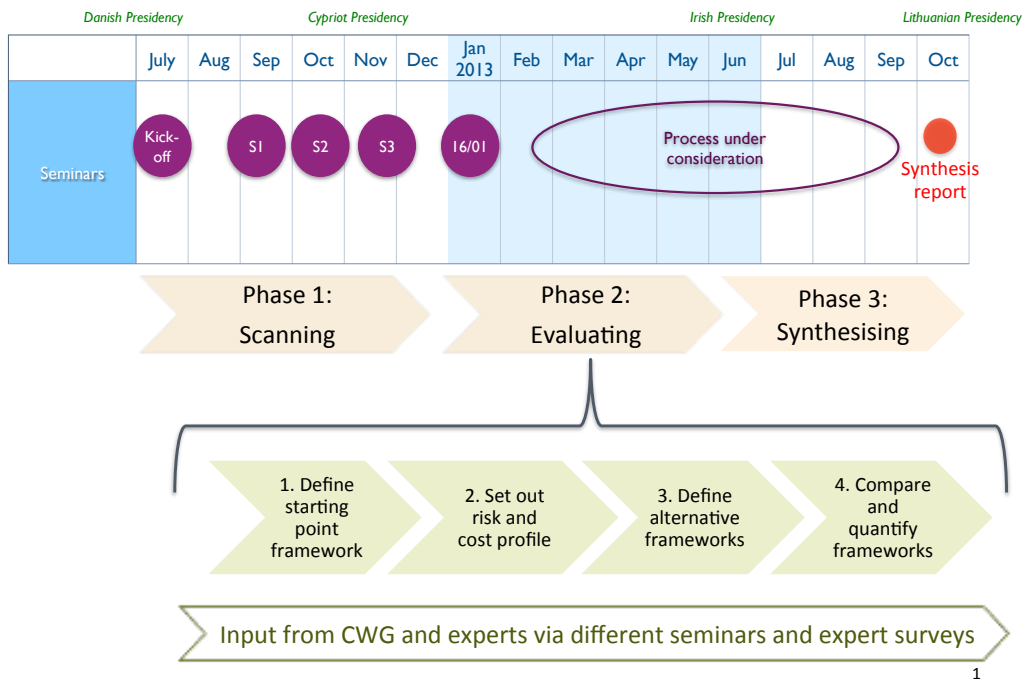 Danish Presidency Cypriot Presidency Irish Presidency Lithuanian Presidency
July Aug Sep Oct Nov Dec Jan 2013 Feb Mar Apr May Jun Jul Aug Sep Oct
Seminars
Kick-
off
S1
S2
S3
16/01
Process under
consideration
Synthesis
report
Phase 1:
Scanning
Phase 2:
Evaluating
Phase 3:
Synthesising
1. Define
starting
point
framework
2. Set out
risk and
cost profile
3. Define
alternative
frameworks
4. Compare
and
quantify
frameworks
Input from CWG and experts via different seminars and expert surveys
1